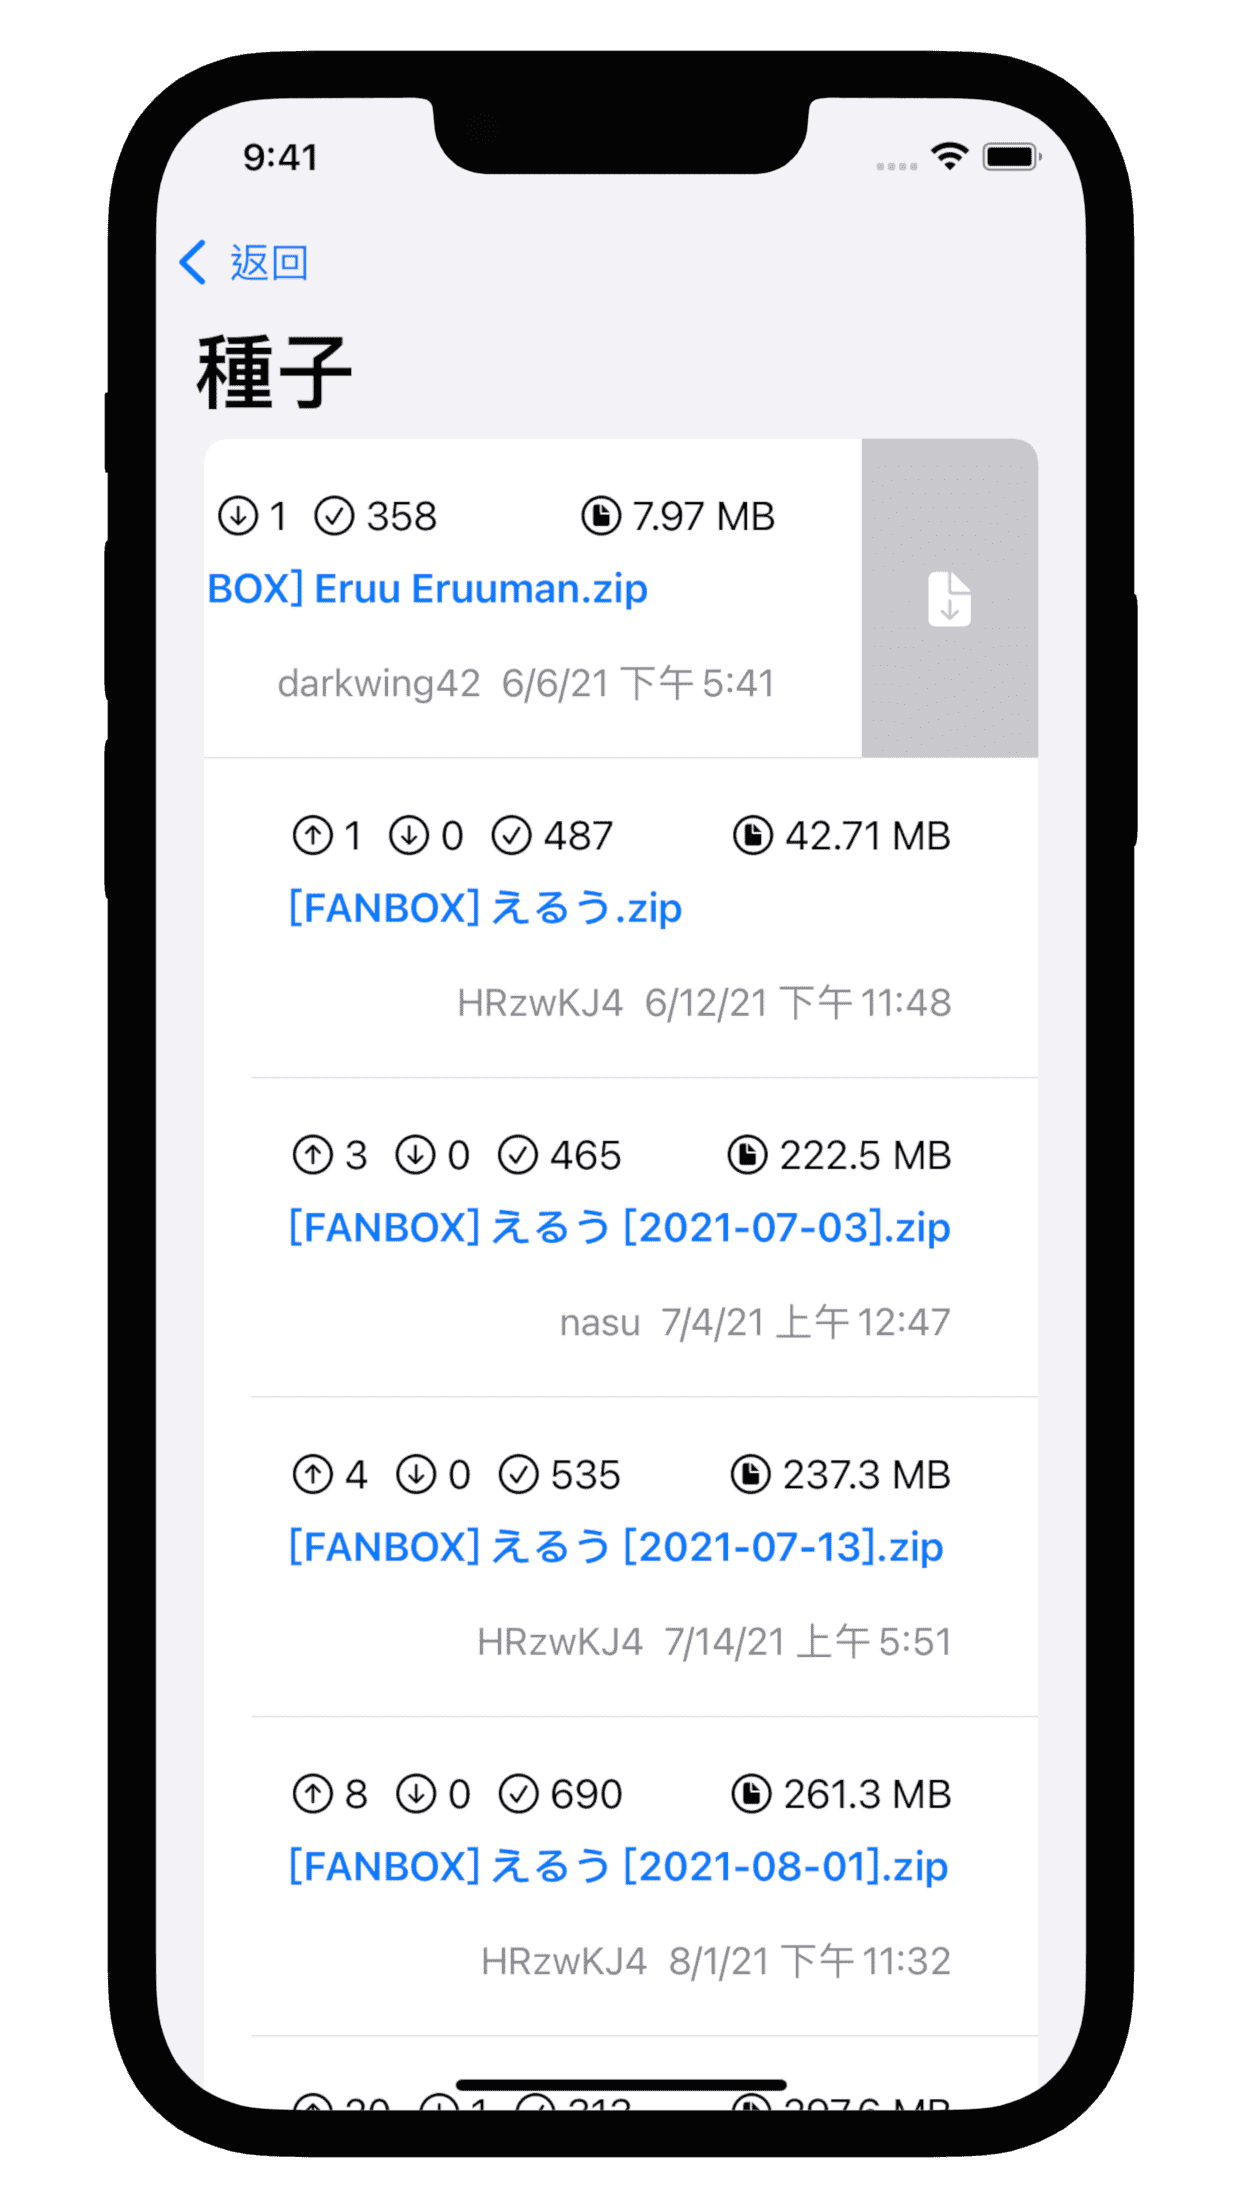 9:41
返回
種子
1 358 7.97 MB
BOX] Eruu Eruuman.zip
darkwing42 6/6/21 下午 5:41
1 0 487 42.71 MB
[FANBOX] えるう.zip
HRzwKJ4 6/12/21 下午 11:48
3 0 465 222.5 MB
[FANBOX] えるう [2021-07-03].zip
nasu 7/4/21 上午 12:47
4 0 535 237.3 MB
[FANBOX] えるう [2021-07-13].zip
HRzwKJ4 7/14/21 上午 5:51
8 0 690 261.3 MB
[FANBOX] えるう [2021-08-01].zip
HRzwKJ4 8/1/21 下午 11:32